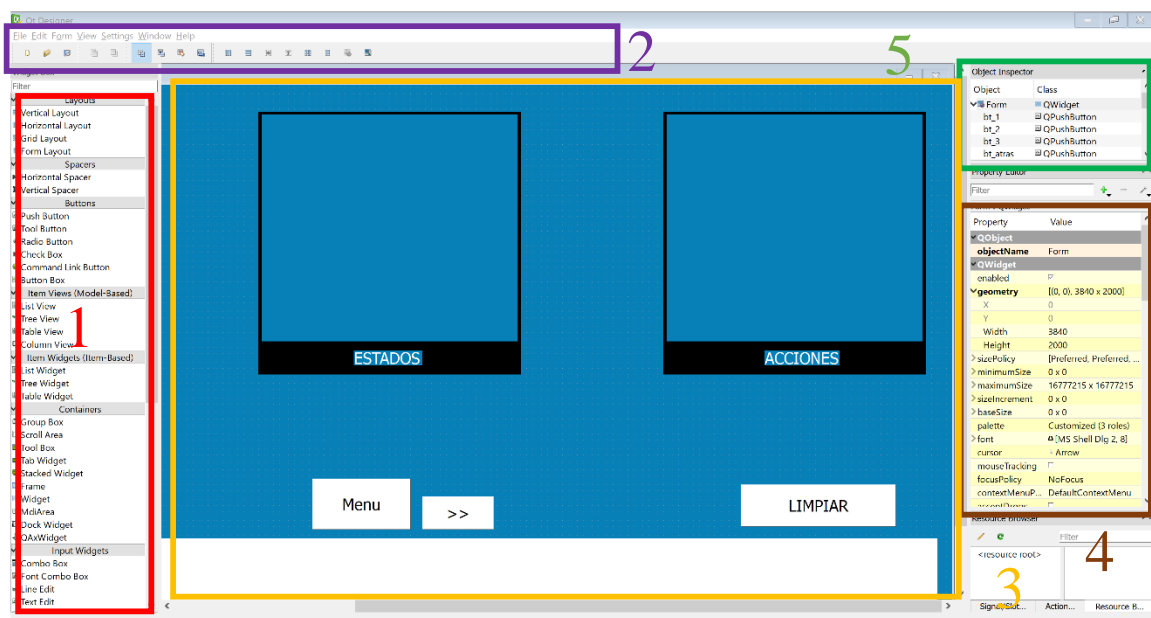 Qt Designer
File Edit Form View Settings Window Help
2
5
Filter
Layouts
Vertical Layout
Horizontal Layout
Grid Layout
Form Layout
Spacers
Horizontal Spacer
Vertical Spacer
Buttons
Push Button
Tool Button
Radio Button
Check Box
Command Link Button
Button Box
Item Views (Model-Based)
List View
Tree View
Table View
Column View
1
Item Widgets (Item-Based)
List Widget
Tree Widget
Table Widget
Containers
Group Box
Scroll Area
Tool Box
Tab Widget
Stacked Widget
Frame
Widget
MdiArea
Dock Widget
QAxWidget
Input Widgets
Combo Box
Font Combo Box
Line Edit
Text Edit
ESTADOS
ACCIONES
Menu
>>
LIMPIAR
Object Inspector
Object Class
Form QWidget
bt_1 QPushButton
bt_2 QPushButton
bt_3 QPushButton
bt_atras QPushButton
Property Editor
Filter
Property Value
QObject
objectName Form
QWidget
enabled
geometry [(0, 0), 3840 x 2000]
X 0
Y 0
Width 3840
Height 2000
sizePolicy [Preferred, Preferred, ...
minimumSize 0 x 0
maximumSize 16777215 x 16777215
sizeIncrement 0 x 0
baseSize 0 x 0
palette Customized (3 roles)
font [MS Shell Dlg 2, 8]
cursor Arrow
mouseTracking
focusPolicy NoFocus
contextMenuP... DefaultContextMenu
Resource Browser
Filter
4
<resource root>
3
Signal/Slot... Action... Resource B...